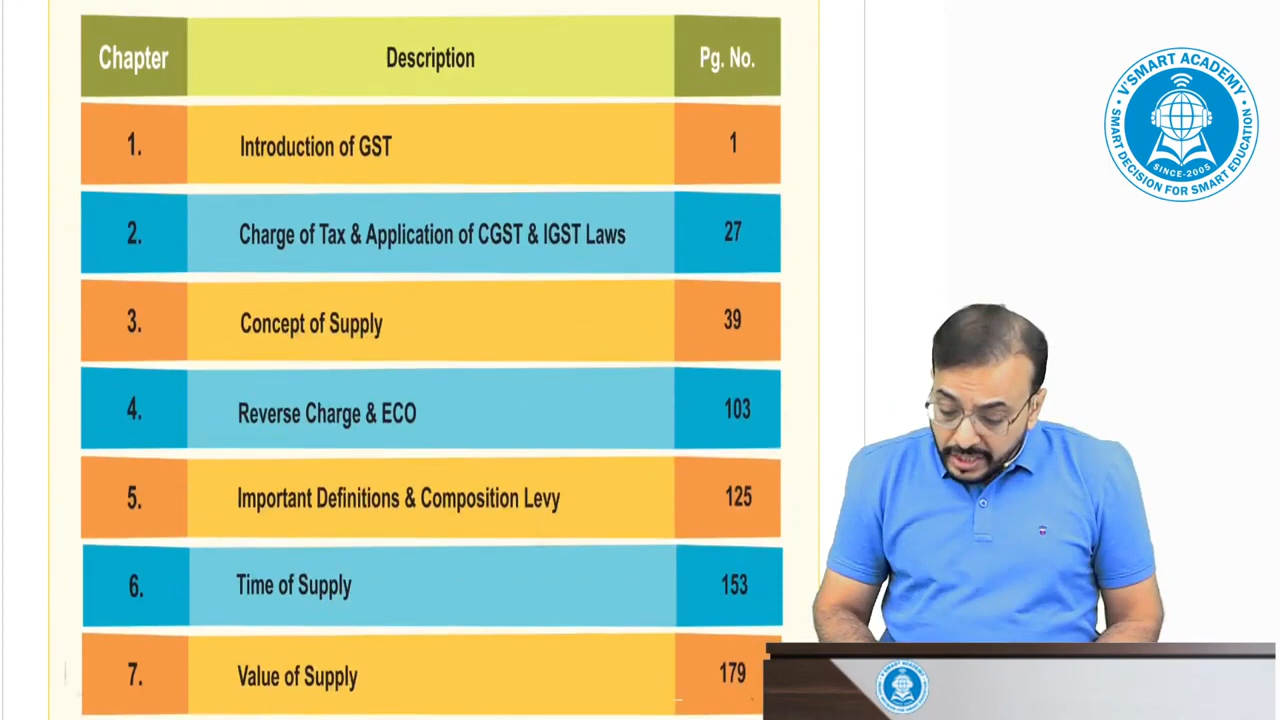 Chapter Description Pg. No.
1. Introduction of GST 1
2. Charge of Tax & Application of CGST & IGST Laws 27
3. Concept of Supply 39
4. Reverse Charge & ECO 103
5. Important Definitions & Composition Levy 125
6. Time of Supply 153
7. Value of Supply 179
V'SMART ACADEMY
SINCE-2005
SMART DECISION FOR SMART EDUCATION